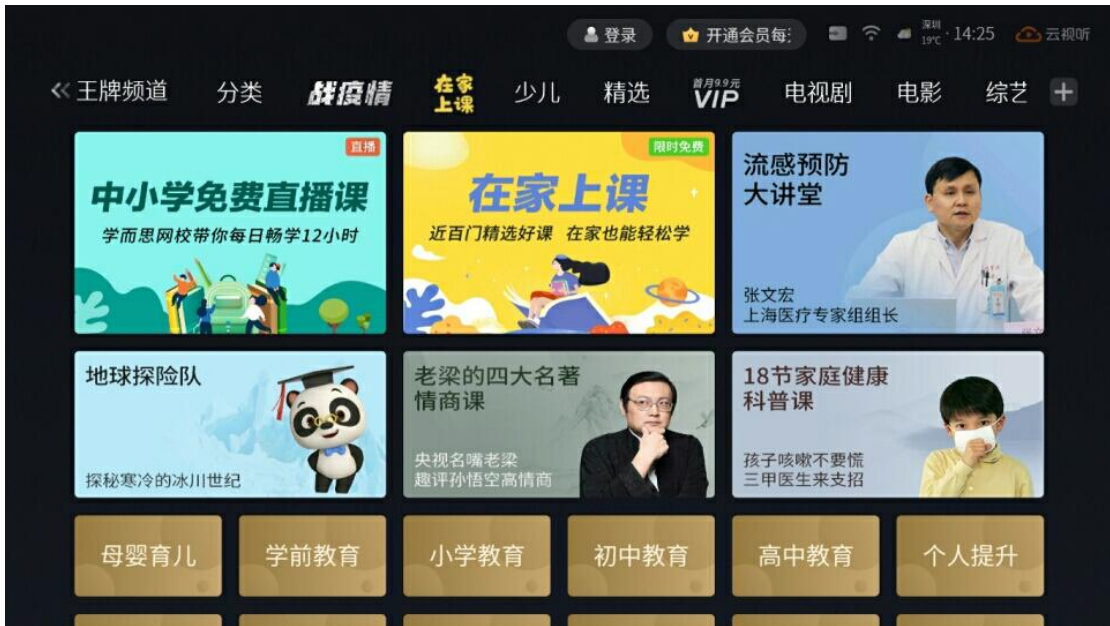 登录
开通会员每
深圳
19℃
14:25
云视听
王牌频道
分类
战疫情
在家
上课
少儿
精选
首月9.9元
VIP
电视剧
电影
综艺
直播
中小学免费直播课
学而思网校带你每日畅学12小时
限时免费
在家上课
近百门精选好课 在家也能轻松学
流感预防
大讲堂
张文宏
上海医疗专家组组长
地球探险队
探秘寒冷的冰川世纪
老梁的四大名著
情商课
央视名嘴老梁
趣评孙悟空高情商
18节家庭健康
科普课
孩子咳嗽不要慌
三甲医生来支招
母婴育儿
学前教育
小学教育
初中教育
高中教育
个人提升